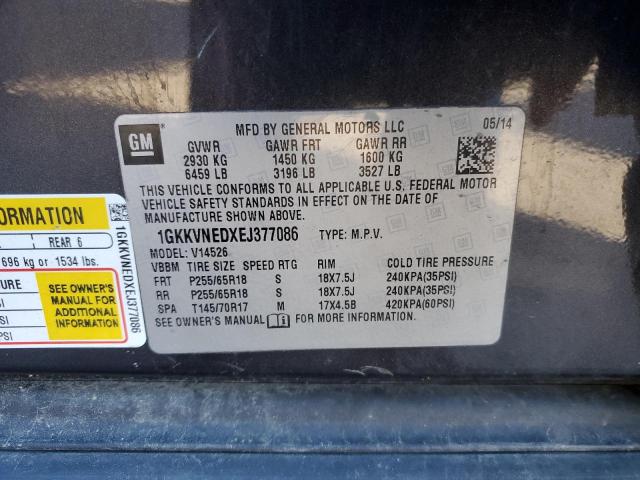 GM
MFD BY GENERAL MOTORS LLC 05/14
GVWR GAWR FRT GAWR RR
2930 KG 1450 KG 1600 KG
6459 LB 3196 LB 3527 LB
THIS VEHICLE CONFORMS TO ALL APPLICABLE U.S. FEDERAL MOTOR
VEHICLE SAFETY STANDARDS IN EFFECT ON THE DATE OF
MANUFACTURE SHOWN ABOVE.
1GKKVNEDXEJ377086 TYPE: M.P.V.
MODEL: V14526
VBBM TIRE SIZE SPEED RTG RIM COLD TIRE PRESSURE
FRT P255/65R18 S 18X7.5J 240KPA(35PSI)
RR P255/65R18 S 18X7.5J 240KPA(35PSI)
SPA T145/70R17 M 17X4.5B 420KPA(60PSI)
SEE OWNER'S MANUAL FOR MORE INFORMATION.
ORMATION
REAR 6
696 kg or 1534 lbs.
URE
SEE OWNER'S
MANUAL FOR
ADDITIONAL
INFORMATION
SI)
PSI)
1GKKVNEDXEJ377086